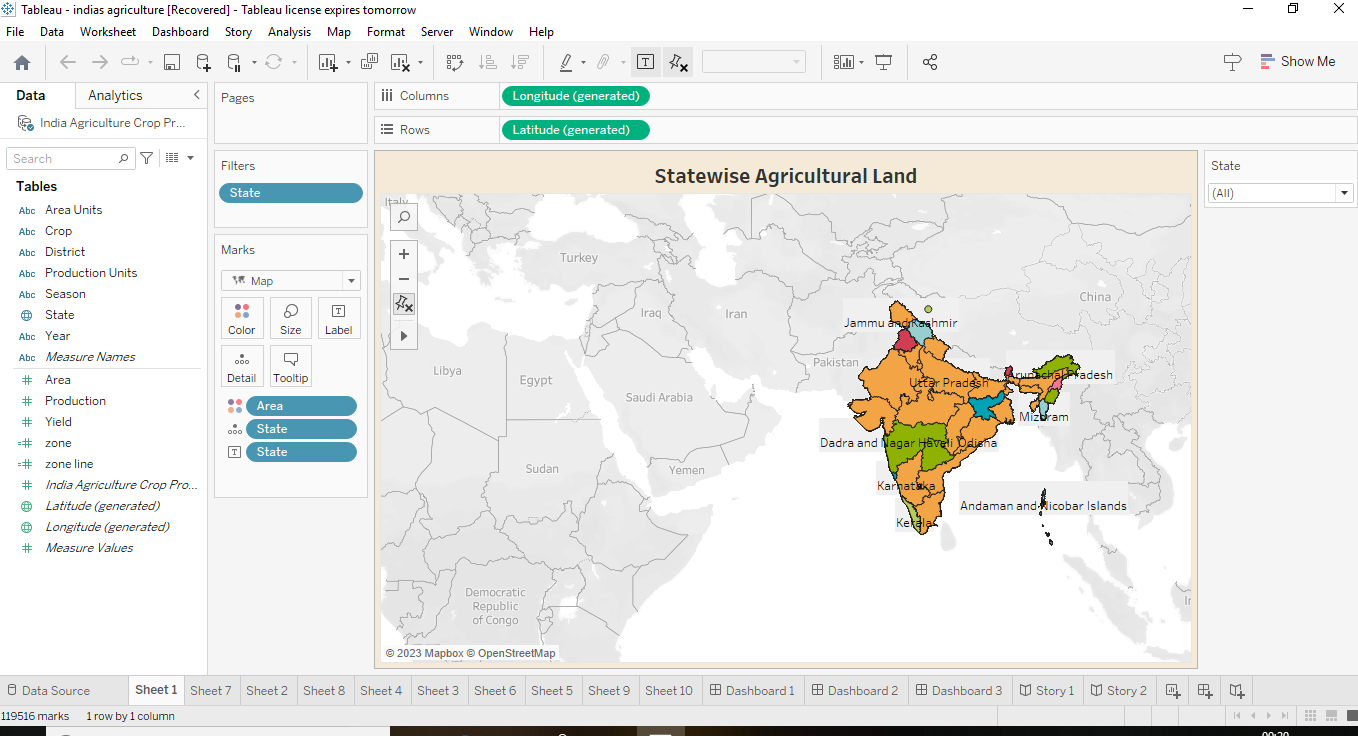 Tableau - indias agriculture [Recovered] - Tableau license expires tomorrow
File Data Worksheet Dashboard Story Analysis Map Format Server Window Help
Show Me
Data Analytics
India Agriculture Crop Pr...
Search
Tables
Abc Area Units
Abc Crop
Abc District
Abc Production Units
Abc Season
State
Abc Year
Abc Measure Names
Area
Production
Yield
zone
zone line
India Agriculture Crop Pro...
Latitude (generated)
Longitude (generated)
Measure Values
Pages
Filters
State
Marks
Map
Color Size Label
Detail Tooltip
Area
State
State
Columns Longitude (generated)
Rows Latitude (generated)
Statewise Agricultural Land
Italy
Turkey
China
Iraq Iran
Jammu and Kashmir
Pakistan
Libya Egypt
Arunachal Pradesh
Uttar Pradesh
Saudi Arabia
Mizoram
Dadra and Nagar Haveli Odisha
Sudan Yemen
Karnataka
Andaman and Nicobar Islands
Kerala
Democratic
Republic
of Congo
© 2023 Mapbox © OpenStreetMap
State
(All)
Data Source Sheet 1 Sheet 7 Sheet 2 Sheet 8 Sheet 4 Sheet 3 Sheet 6 Sheet 5 Sheet 9 Sheet 10 Dashboard 1 Dashboard 2 Dashboard 3 Story 1 Story 2
119516 marks 1 row by 1 column